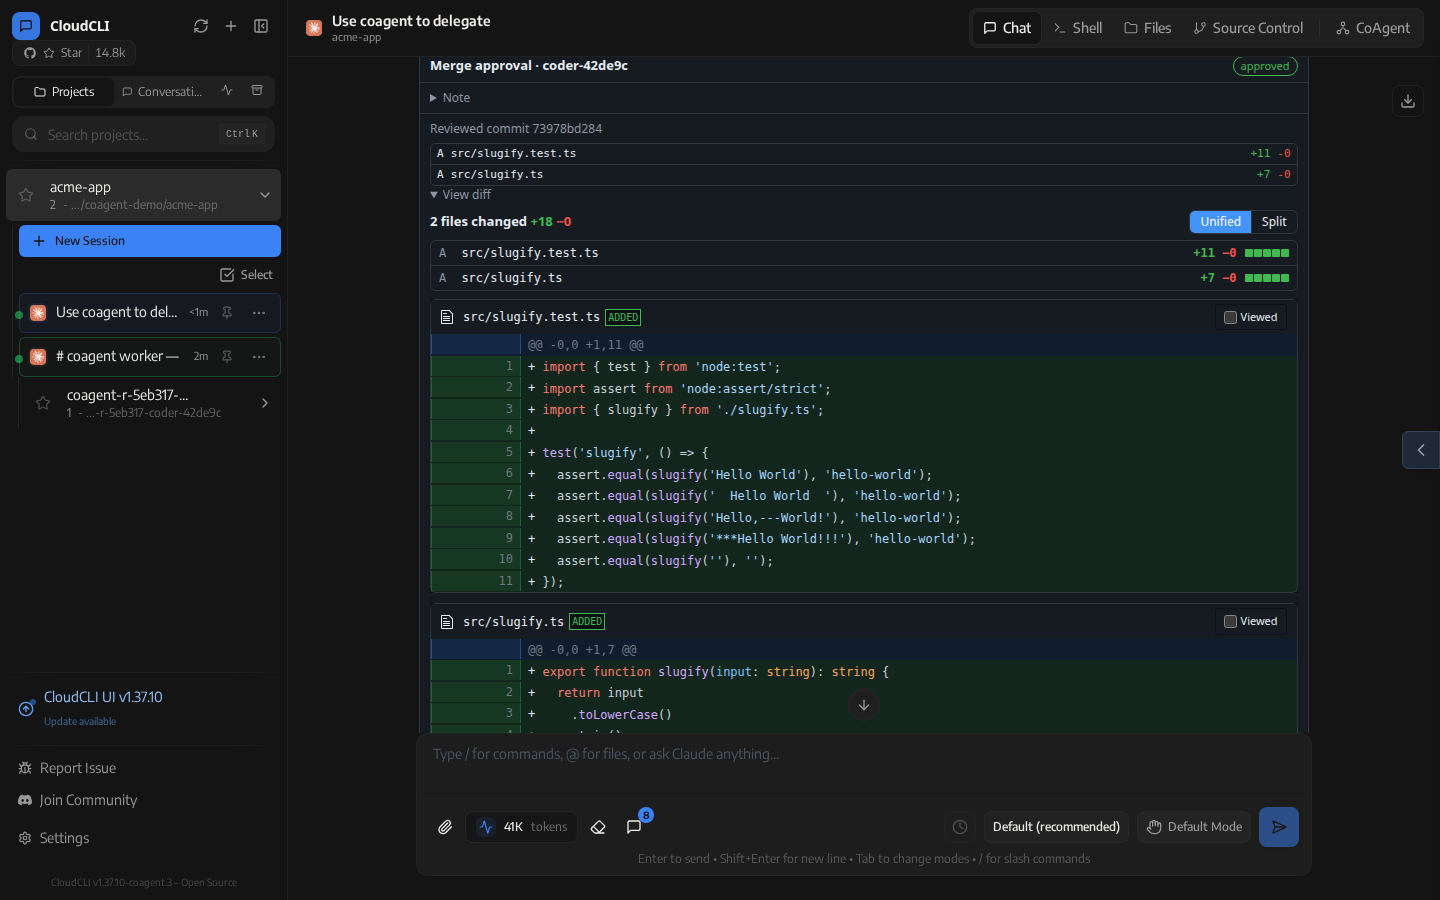 CloudCLI
Star 14.8k
Projects
Conversati...
Search projects...
Ctrl K
acme-app
2 - .../coagent-demo/acme-app
New Session
Select
Use coagent to del... <1m
# coagent worker — 2m
coagent-r-5eb317-...
1 - ...-r-5eb317-coder-42de9c
CloudCLI UI v1.37.10
Update available
Report Issue
Join Community
Settings
CloudCLI v1.37.10-coagent.3 – Open Source
Use coagent to delegate
acme-app
Chat
Shell
Files
Source Control
CoAgent
Merge approval · coder-42de9c
approved
Note
Reviewed commit 73978bd284
A src/slugify.test.ts +11 -0
A src/slugify.ts +7 -0
View diff
2 files changed +18 −0
Unified
Split
A src/slugify.test.ts +11 −0
A src/slugify.ts +7 −0
src/slugify.test.ts ADDED
Viewed
@@ -0,0 +1,11 @@
1 + import { test } from 'node:test';
2 + import assert from 'node:assert/strict';
3 + import { slugify } from './slugify.ts';
4 +
5 + test('slugify', () => {
6 +   assert.equal(slugify('Hello World'), 'hello-world');
7 +   assert.equal(slugify('  Hello World  '), 'hello-world');
8 +   assert.equal(slugify('Hello,---World!'), 'hello-world');
9 +   assert.equal(slugify('***Hello World!!!'), 'hello-world');
10 +   assert.equal(slugify(''), '');
11 + });
src/slugify.ts ADDED
Viewed
@@ -0,0 +1,7 @@
1 + export function slugify(input: string): string {
2 +   return input
3 +     .toLowerCase()
Type / for commands, @ for files, or ask Claude anything...
41K tokens
8
Default (recommended)
Default Mode
Enter to send • Shift+Enter for new line • Tab to change modes • / for slash commands